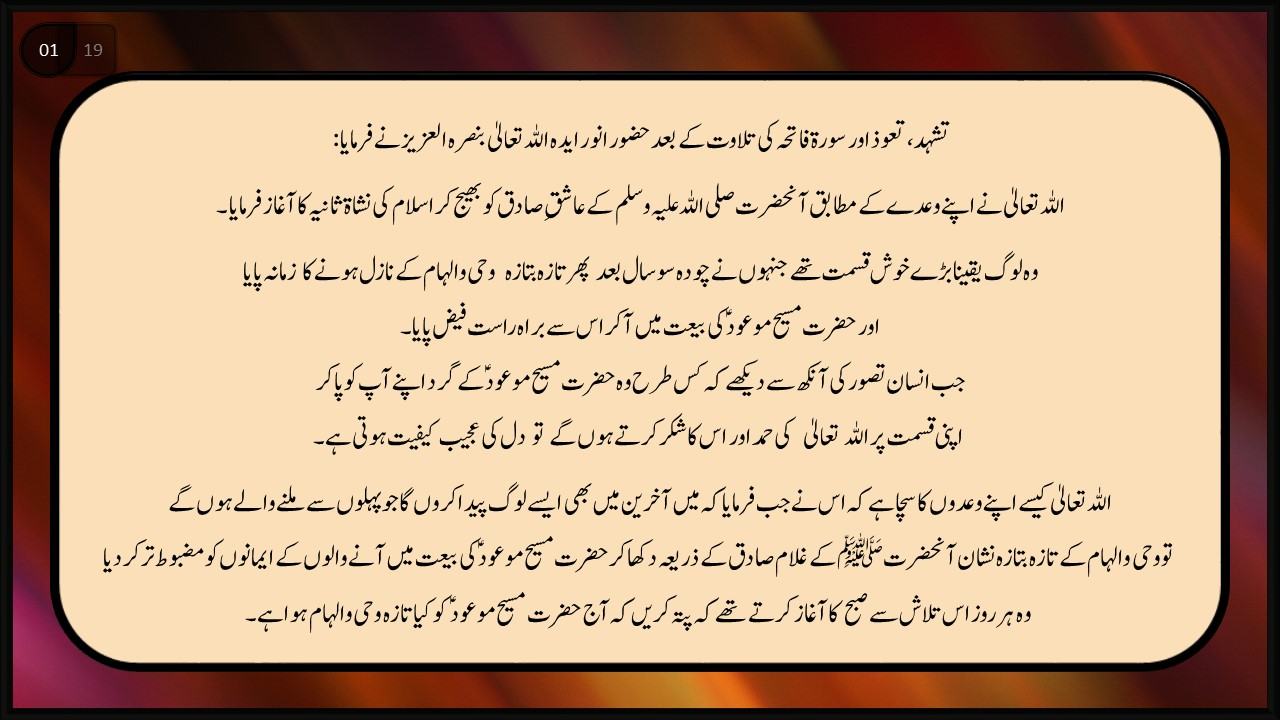 01 19
تشہد، تعوذ اور سورۃ فاتحہ کی تلاوت کے بعد حضور انور ایدہ اللہ تعالیٰ بنصرہ العزیز نے فرمایا:
اللہ تعالیٰ نے اپنے وعدے کے مطابق آنحضرت صلی اللہ علیہ وسلم کے عاشقِ صادق کو بھیج کر اسلام کی نشاۃ ثانیہ کا آغاز فرمایا۔
وہ لوگ یقینا بڑے خوش قسمت تھے جنہوں نے چودہ سو سال بعد پھر تازہ بتازہ وحی والہام کے نازل ہونے کا زمانہ پایا
اور حضرت مسیح موعودؑ کی بیعت میں آکر اس سے براہ راست فیض پایا۔
جب انسان تصور کی آنکھ سے دیکھے کہ کس طرح وہ حضرت مسیح موعودؑ کے گرد اپنے آپ کو پاکر
اپنی قسمت پر اللہ تعالیٰ کی حمد اور اس کا شکر کرتے ہوں گے تو دل کی عجیب کیفیت ہوتی ہے۔
اللہ تعالیٰ کیسے اپنے وعدوں کا سچا ہے کہ اس نے جب فرمایا کہ میں آخرین میں بھی ایسے لوگ پیدا کروں گا جو پہلوں سے ملنے والے ہوں گے
تو وحی والہام کے تازہ بتازہ نشان آنحضرت ﷺ کے غلام صادق کے ذریعہ دکھا کر حضرت مسیح موعودؑ کی بیعت میں آنے والوں کے ایمانوں کو مضبوط تر کر دیا
وہ ہر روز اس تلاش سے صبح کا آغاز کرتے تھے کہ پتہ کریں کہ آج حضرت مسیح موعودؑ کو کیا تازہ وحی والہام ہوا ہے۔